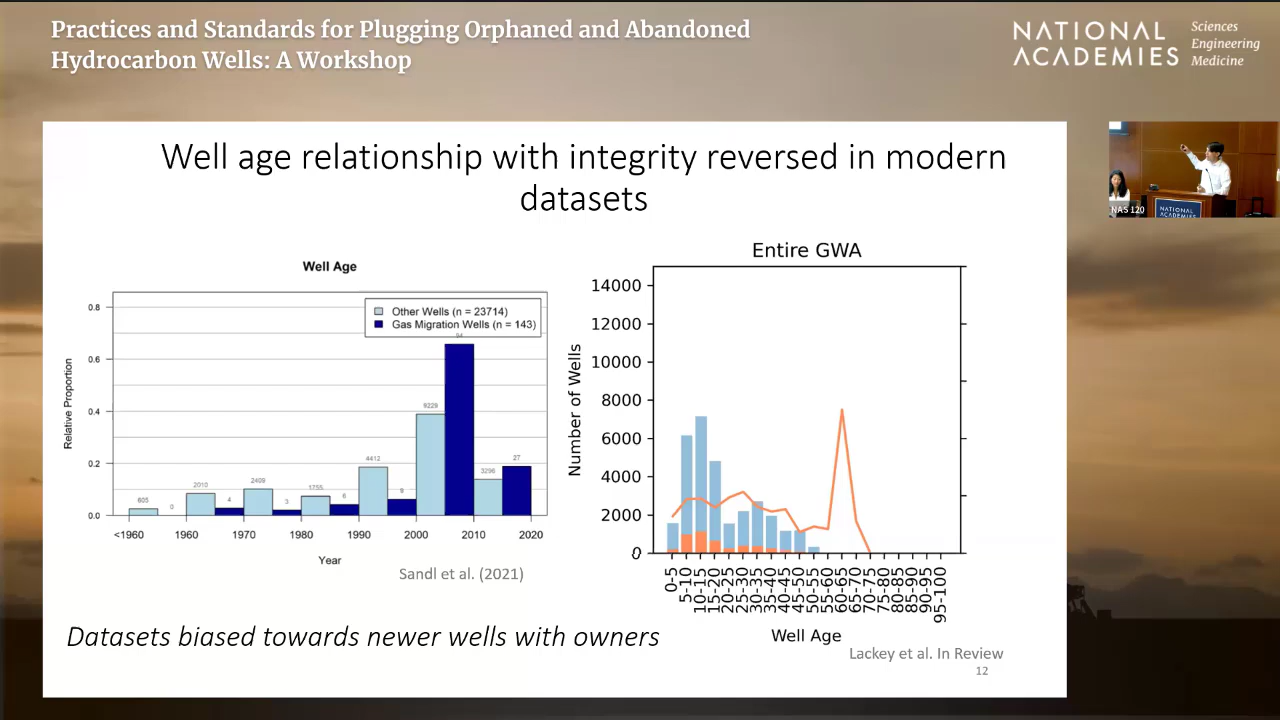 Practices and Standards for Plugging Orphaned and Abandoned
Hydrocarbon Wells: A Workshop
NATIONAL
ACADEMIES
Sciences
Engineering
Medicine
Well age relationship with integrity reversed in modern
datasets
Well Age
Other Wells (n = 23714)
Gas Migration Wells (n = 143)
Relative Proportion
0.8
0.6
0.4
0.2
0.0
605
0
2010
4
2409
3
1755
6
4412
9
9229
94
3296
27
<1960
1960
1970
1980
1990
2000
2010
2020
Year
Sandl et al. (2021)
Entire GWA
Number of Wells
14000
12000
10000
8000
6000
4000
2000
0
0-5
5-10
10-15
15-20
20-25
25-30
30-35
35-40
40-45
45-50
50-55
55-60
60-65
65-70
70-75
75-80
80-85
85-90
90-95
95-100
Well Age
Lackey et al. In Review
Datasets biased towards newer wells with owners
12
NAS 120
NATIONAL
ACADEMIES